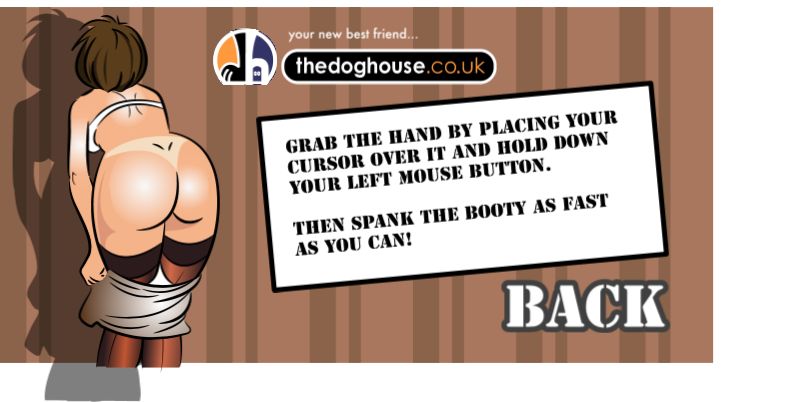 your new best friend...
thedoghouse.co.uk
GRAB THE HAND BY PLACING YOUR
CURSOR OVER IT AND HOLD DOWN
YOUR LEFT MOUSE BUTTON.
THEN SPANK THE BOOTY AS FAST
AS YOU CAN!
BACK